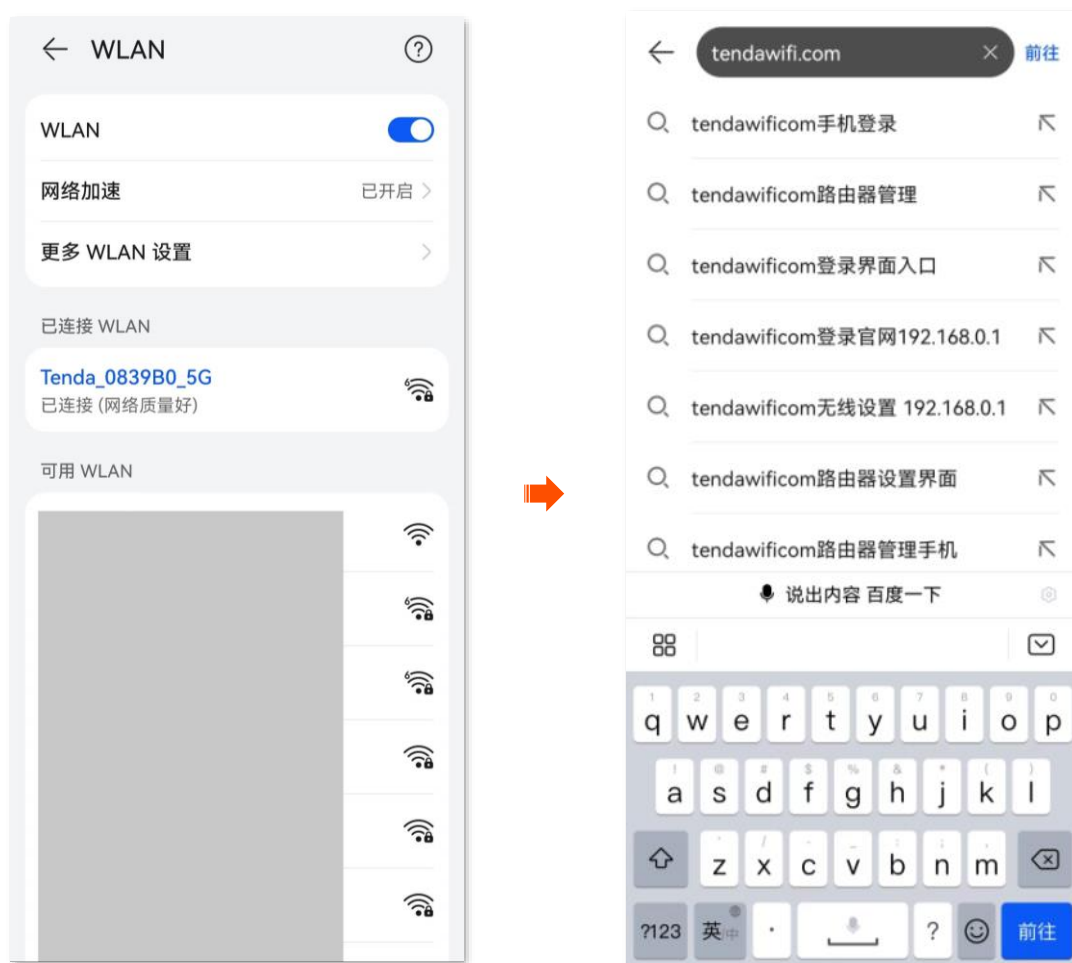 WLAN
WLAN
网络加速 已开启
更多 WLAN 设置
已连接 WLAN
Tenda_0839B0_5G
已连接 (网络质量好)
可用 WLAN
tendawifi.com 前往
tendawificom手机登录
tendawificom路由器管理
tendawificom登录界面入口
tendawificom登录官网192.168.0.1
tendawificom无线设置 192.168.0.1
tendawificom路由器设置界面
tendawificom路由器管理手机
说出内容 百度一下
1 2 3 4 5 6 7 8 9 0
q w e r t y u i o p
! @ # $ % & * ( )
a s d f g h j k l
z x c v b n m
?123 英/中 . ? 前往